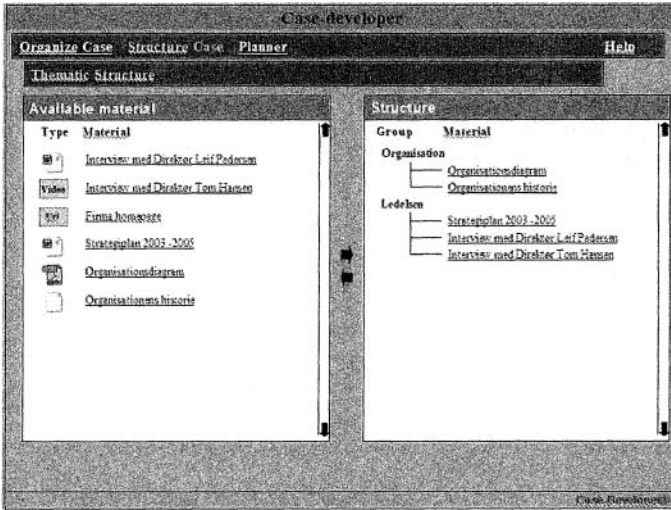 Case-developer
Organize Case Structure Case Planner Help
Thematic Structure
Available material
Type Material
Interview med Direktør Leif Pedersen
Video Interview med Direktør Tom Hansen
Url Firma homepage
Strategiplan 2003 -2005
Organisationsdiagram
Organisationens historie
Structure
Group Material
Organisation
Organisationsdiagram
Organisationens historie
Ledelsen
Strategiplan 2003 -2005
Interview med Direktør Leif Pedersen
Interview med Direktør Tom Hansen